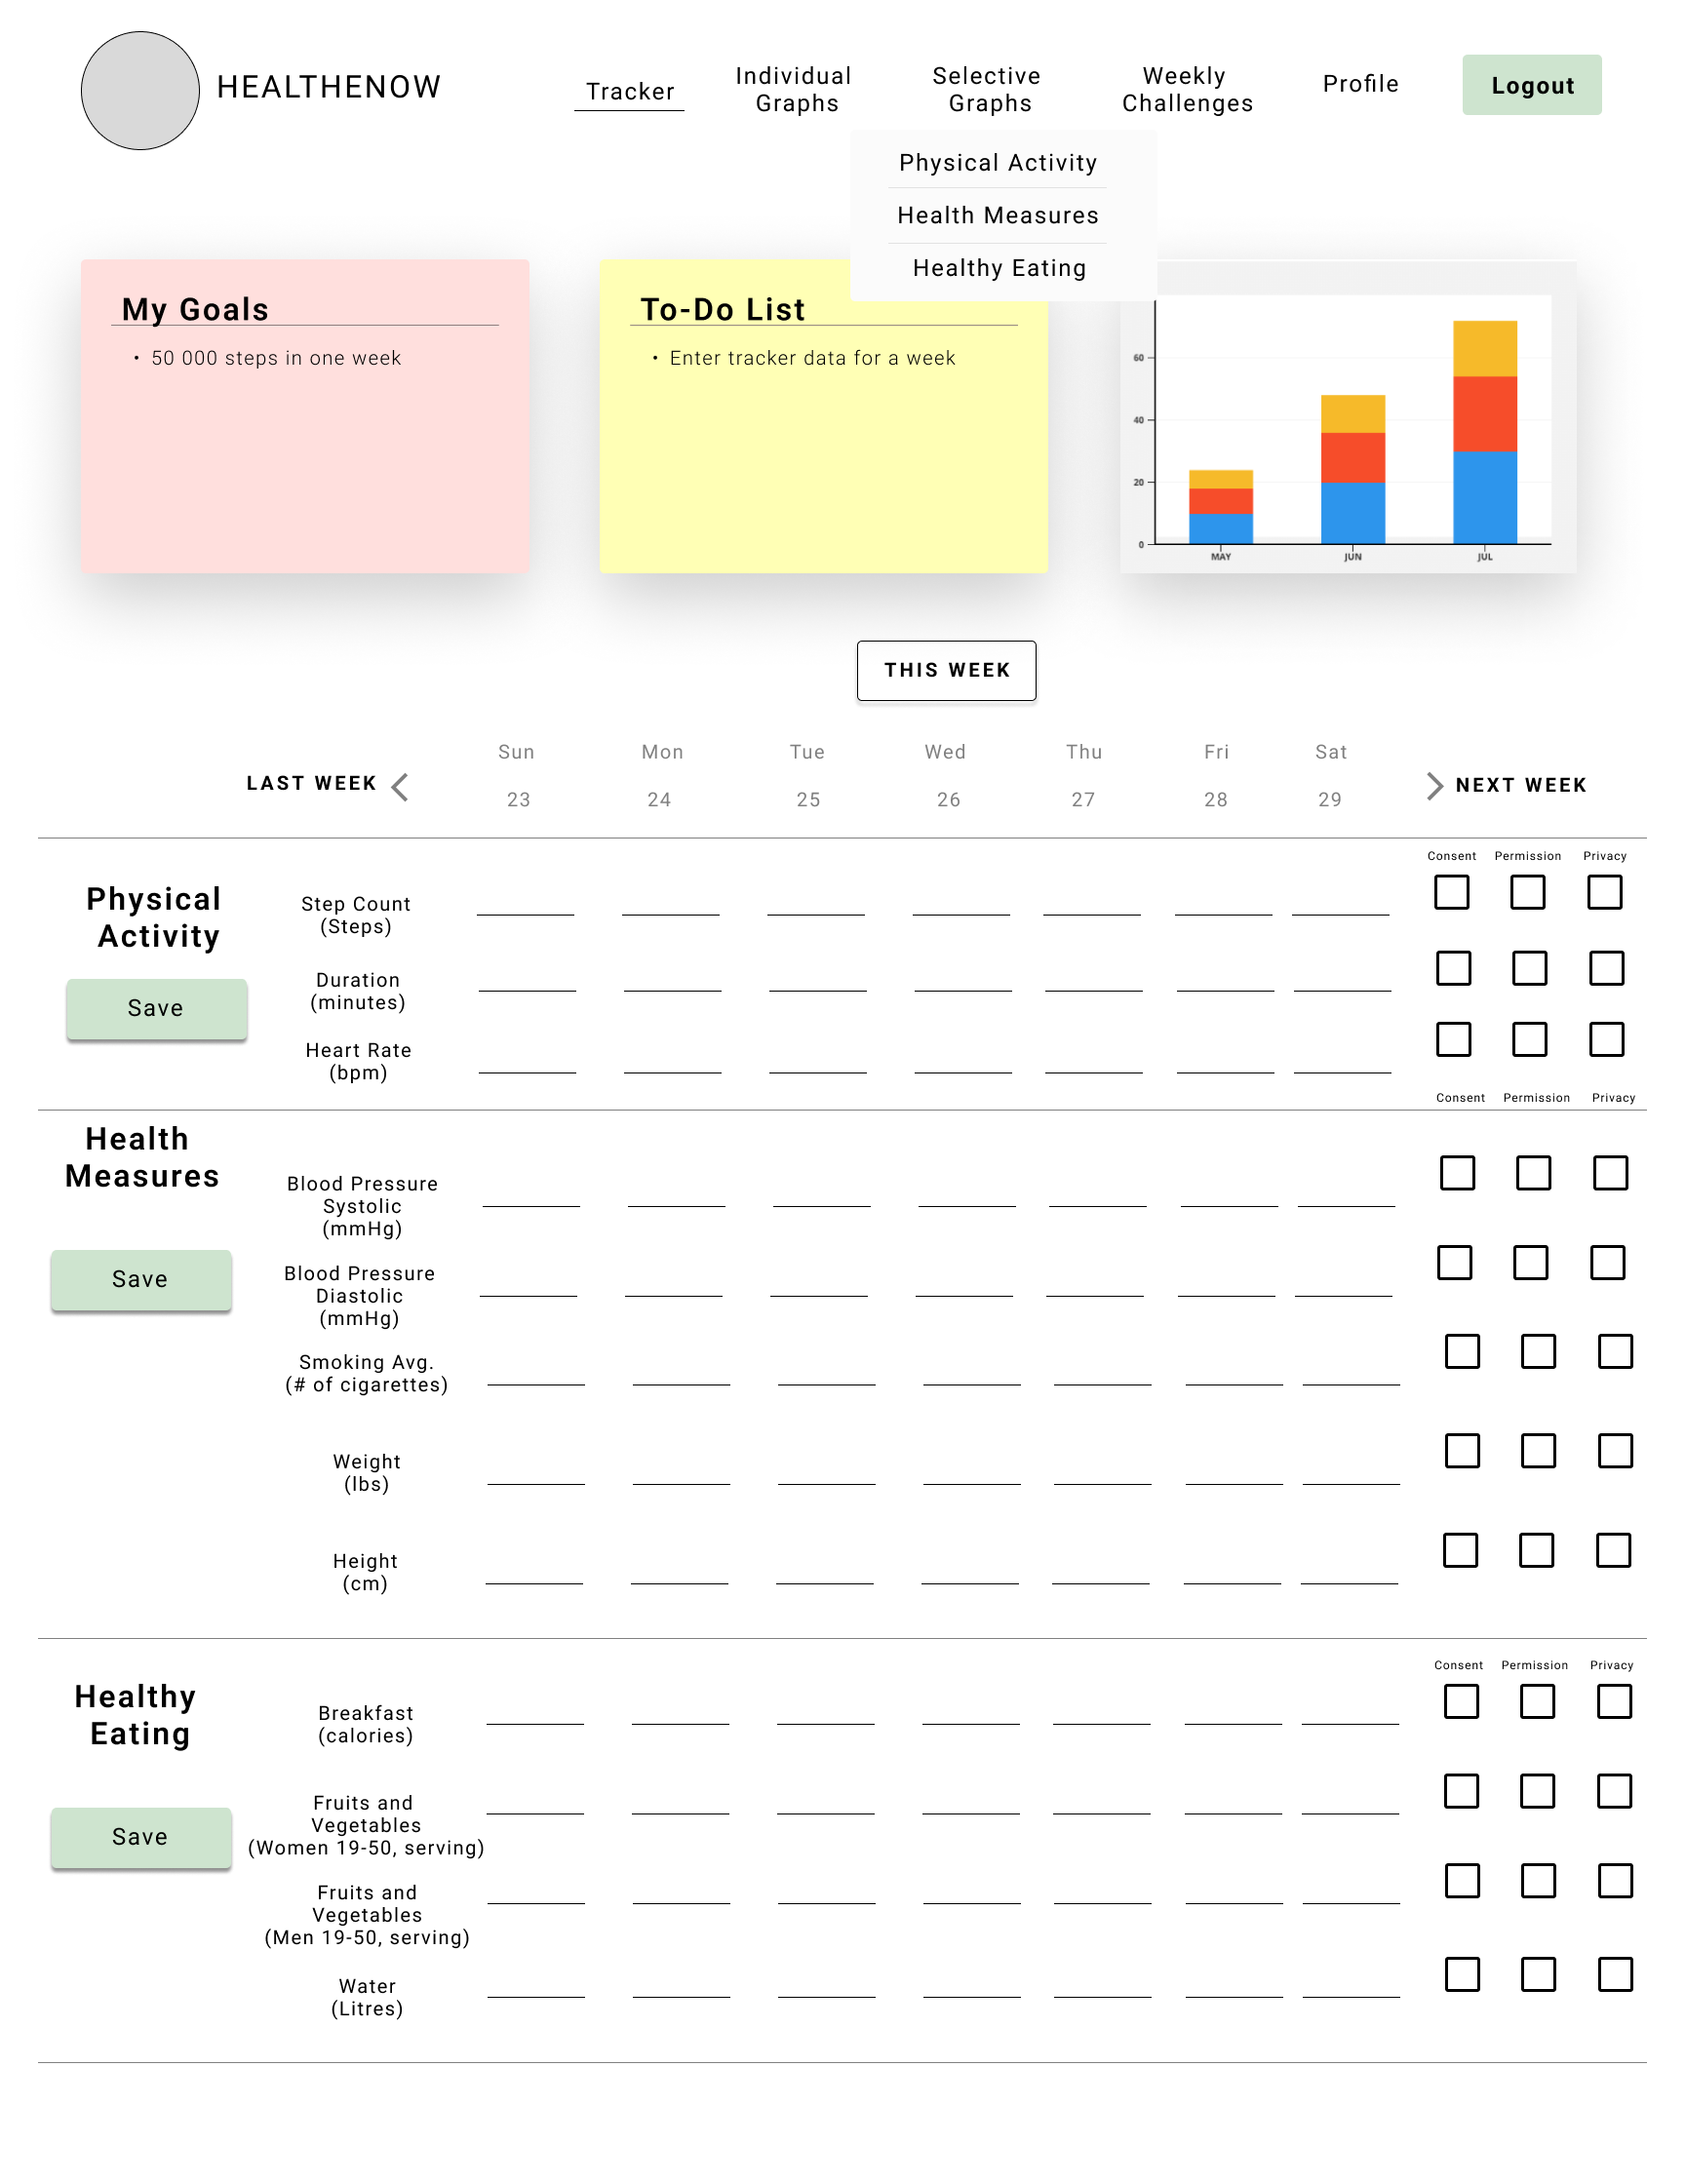 HEALTHENOW
Tracker
Individual
Graphs
Selective
Graphs
Weekly
Challenges
Profile
Logout
Physical Activity
Health Measures
Healthy Eating
My Goals
• 50 000 steps in one week
To-Do List
• Enter tracker data for a week
60
40
20
0
MAY
JUN
JUL
THIS WEEK
LAST WEEK
Sun
Mon
Tue
Wed
Thu
Fri
Sat
23
24
25
26
27
28
29
NEXT WEEK
Consent
Permission
Privacy
Physical
Activity
Save
Step Count
(Steps)
Duration
(minutes)
Heart Rate
(bpm)
Consent
Permission
Privacy
Health
Measures
Save
Blood Pressure
Systolic
(mmHg)
Blood Pressure
Diastolic
(mmHg)
Smoking Avg.
(# of cigarettes)
Weight
(lbs)
Height
(cm)
Consent
Permission
Privacy
Healthy
Eating
Save
Breakfast
(calories)
Fruits and
Vegetables
(Women 19-50, serving)
Fruits and
Vegetables
(Men 19-50, serving)
Water
(Litres)